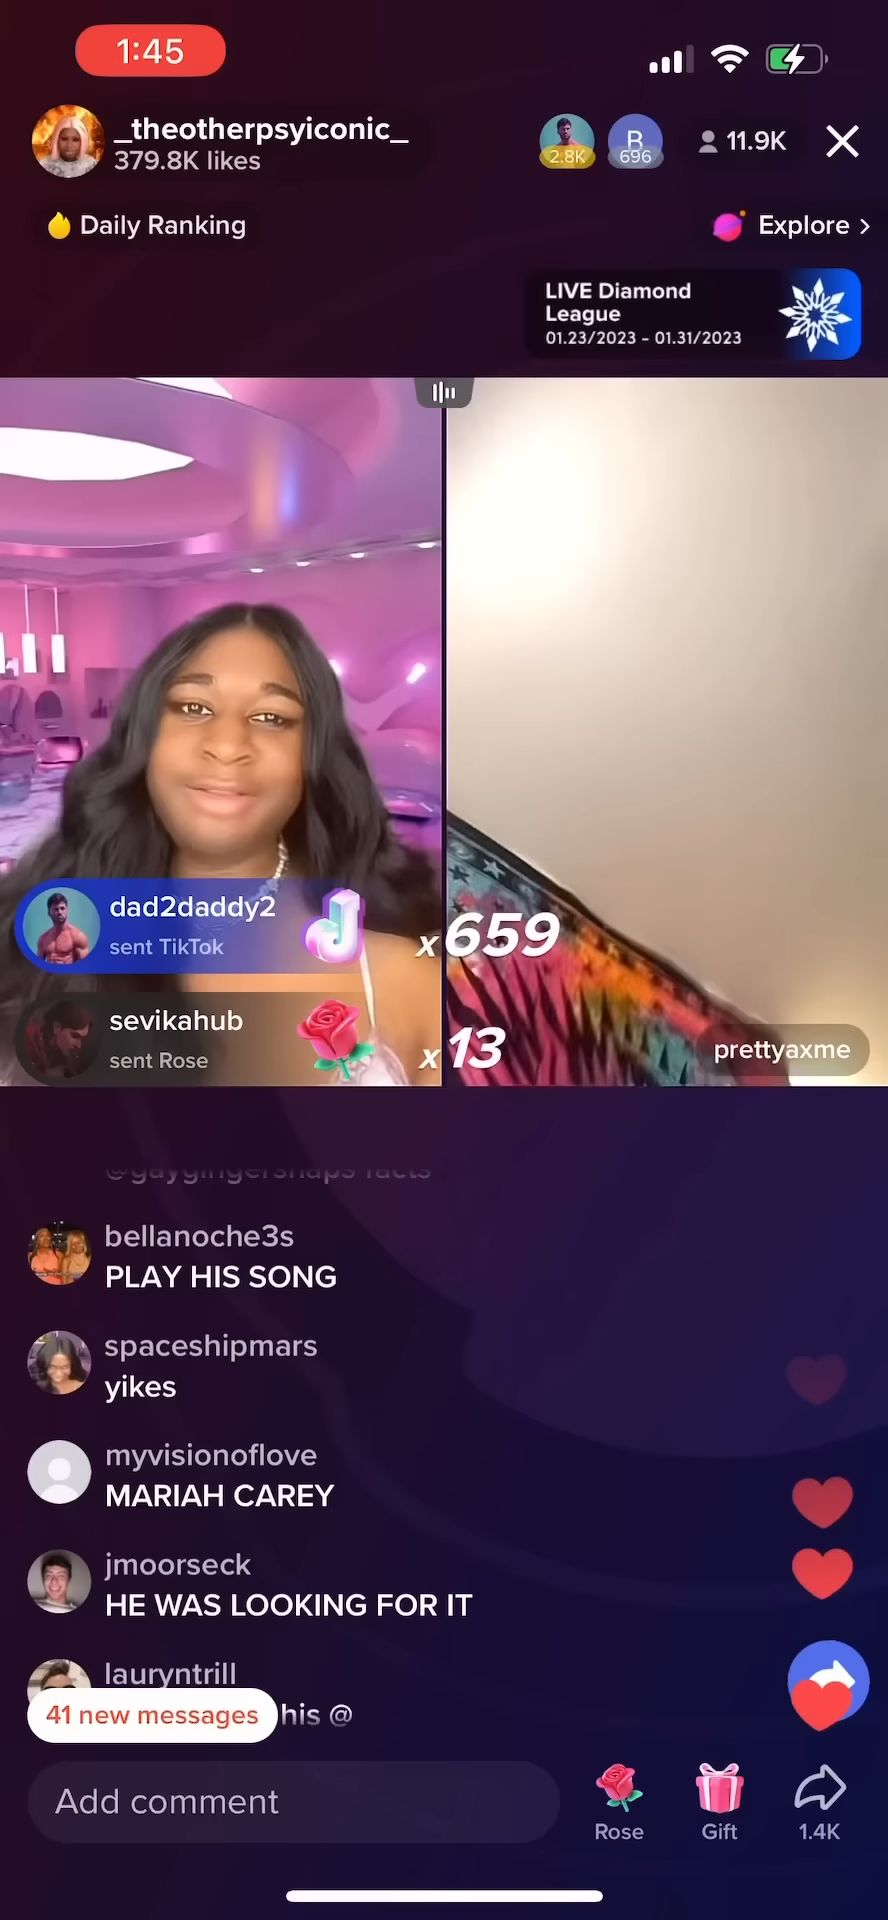 1:45
_theotherpsyiconic_
379.8K likes
2.8K
B
696
11.9K
Daily Ranking
Explore >
LIVE Diamond
League
01.23/2023 - 01.31/2023
dad2daddy2
sent TikTok
x659
sevikahub
sent Rose
x13
prettyaxme
@gaygingersnaps facts
bellanoche3s
PLAY HIS SONG
spaceshipmars
yikes
myvisionoflove
MARIAH CAREY
jmoorseck
HE WAS LOOKING FOR IT
lauryntrill
41 new messages
his @
Add comment
Rose
Gift
1.4K